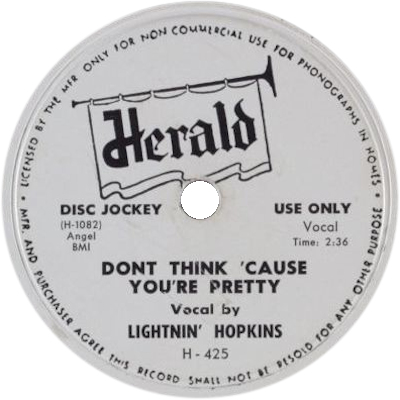 • LICENSED BY THE MFR ONLY FOR NON COMMERCIAL USE FOR PHONOGRAPHS IN HOMES.
• MFR. AND PURCHASER AGREE THIS RECORD SHALL NOT BE RESOLD FOR ANY OTHER PURPOSE •
Herald
DISC JOCKEY USE ONLY
(H-1082) Vocal
Angel Time: 2:36
BMI
DONT THINK 'CAUSE
YOU'RE PRETTY
Vocal by
LIGHTNIN' HOPKINS
H-425